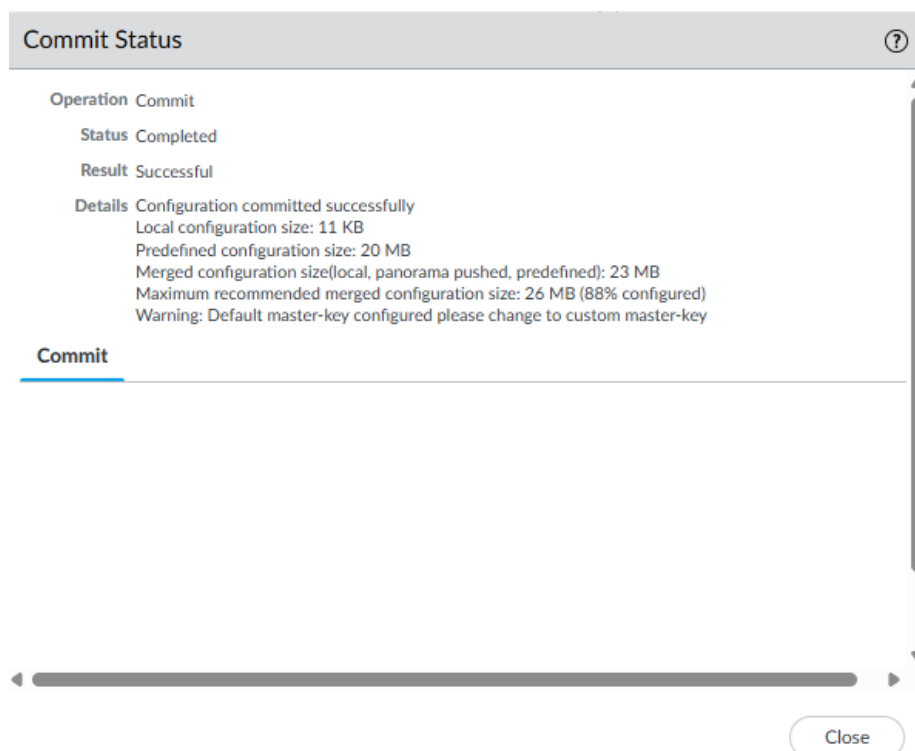 Commit Status
?
Operation Commit
Status Completed
Result Successful
Details Configuration committed successfully
Local configuration size: 11 KB
Predefined configuration size: 20 MB
Merged configuration size(local, panorama pushed, predefined): 23 MB
Maximum recommended merged configuration size: 26 MB (88% configured)
Warning: Default master-key configured please change to custom master-key
Commit
Close